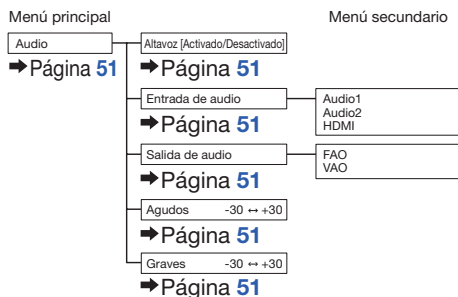 Menú principal
Menú secundario
Audio
➡Página 51
Altavoz [Activado/Desactivado]
➡Página 51
Entrada de audio
➡Página 51
Audio1
Audio2
HDMI
Salida de audio
➡Página 51
FAO
VAO
Agudos -30 ↔ +30
➡Página 51
Graves -30 ↔ +30
➡Página 51